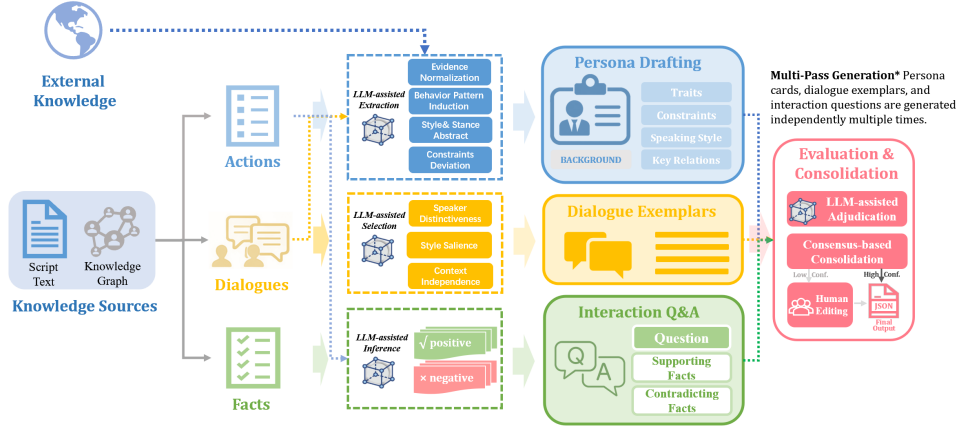 External
Knowledge
Script
Text
Knowledge
Graph
Knowledge Sources
Actions
Dialogues
Facts
LLM-assisted
Extraction
Evidence
Normalization
Behavior Pattern
Induction
Style& Stance
Abstract
Constraints
Deviation
LLM-assisted
Selection
Speaker
Distinctiveness
Style Salience
Context
Independence
LLM-assisted
Inference
√ positive
× negative
Persona Drafting
BACKGROUND
Traits
Constraints
Speaking Style
Key Relations
Dialogue Exemplars
Interaction Q&A
Q
A
Question
Supporting
Facts
Contradicting
Facts
Multi-Pass Generation* Persona
cards, dialogue exemplars, and
interaction questions are generated
independently multiple times.
Evaluation &
Consolidation
LLM-assisted
Adjudication
Consensus-based
Consolidation
Low Conf.
High Conf.
Human
Editing
JSON
Final
Output